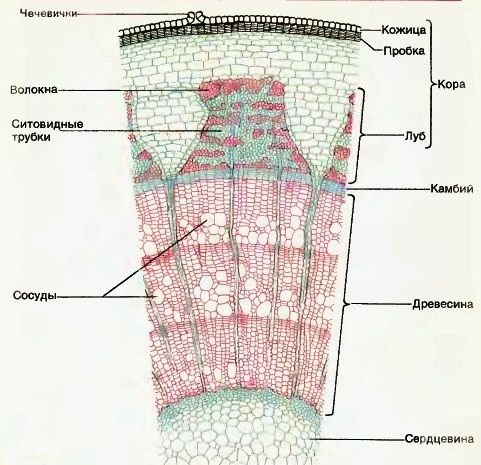 Чечевички
Кожица
Пробка
Кора
Волокна
Ситовидные
трубки
Луб
Камбий
Сосуды
Древесина
Сердцевина